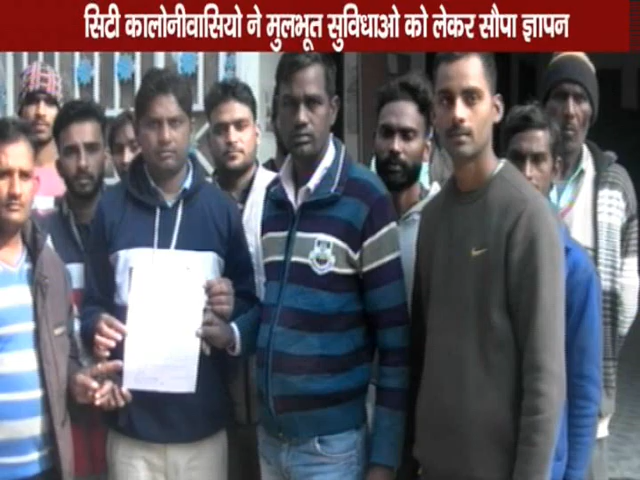 सिटी कालोनीवासियो ने मुलभूत सुविधाओ को लेकर सौपा ज्ञापन